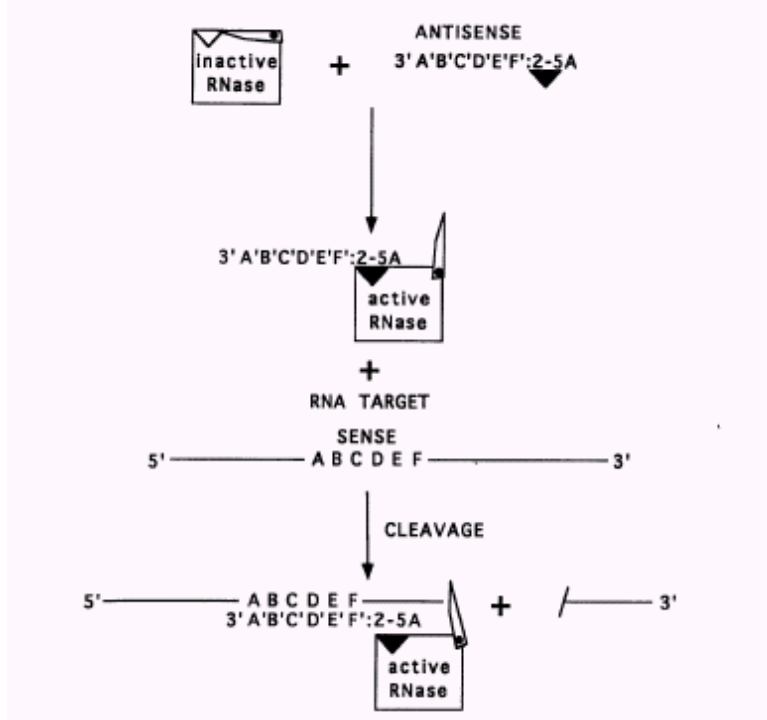 inactive
RNase
+
ANTISENSE
3' A'B'C'D'E'F':2-5A
3' A'B'C'D'E'F':2-5A
active
RNase
+
RNA TARGET
SENSE
5' A B C D E F 3'
CLEAVAGE
5' A B C D E F + 3'
3' A'B'C'D'E'F':2-5A
active
RNase